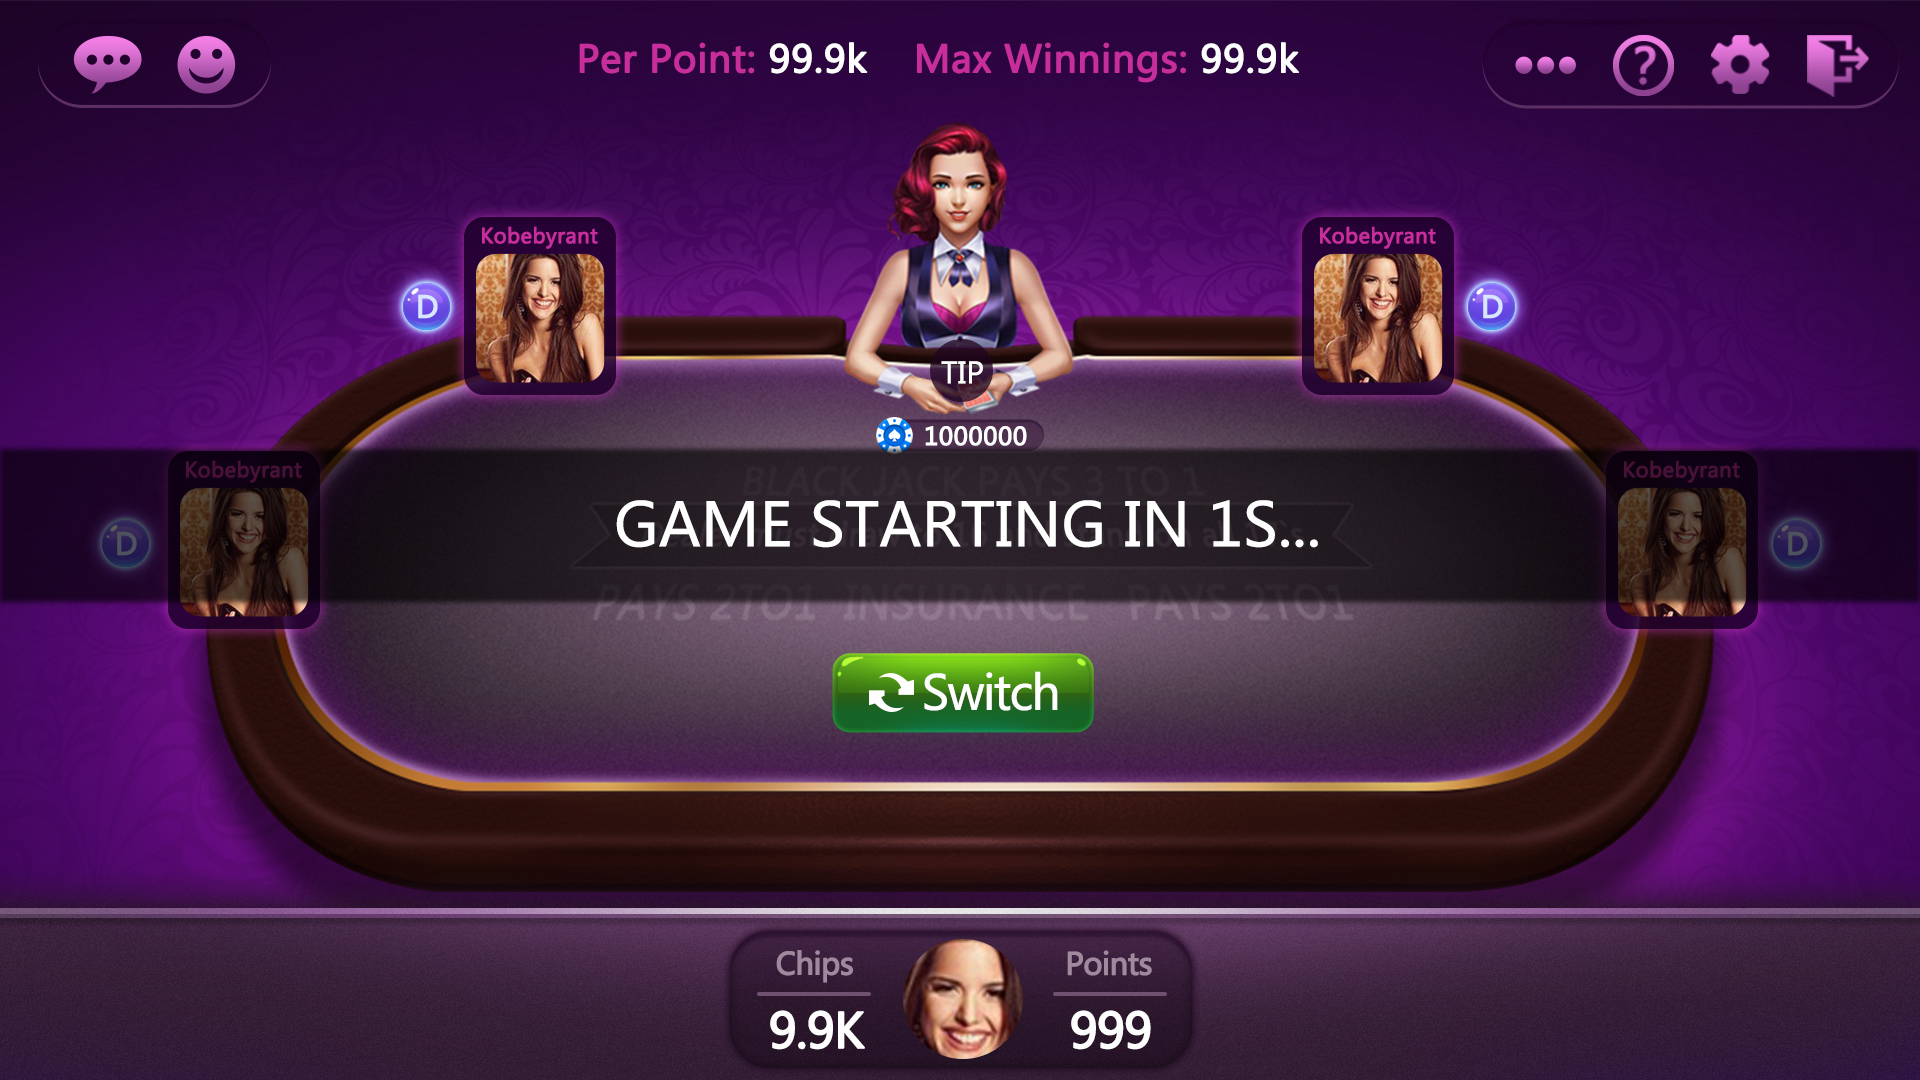 Per Point: 99.9k Max Winnings: 99.9k
Kobebyrant
Kobebyrant
D
D
TIP
1000000
Kobebyrant
Kobebyrant
BLACK JACK PAYS 3 TO 1
GAME STARTING IN 1S...
D
D
PAYS 2TO1 INSURANCE PAYS 2TO1
Switch
Chips
Points
9.9K
999